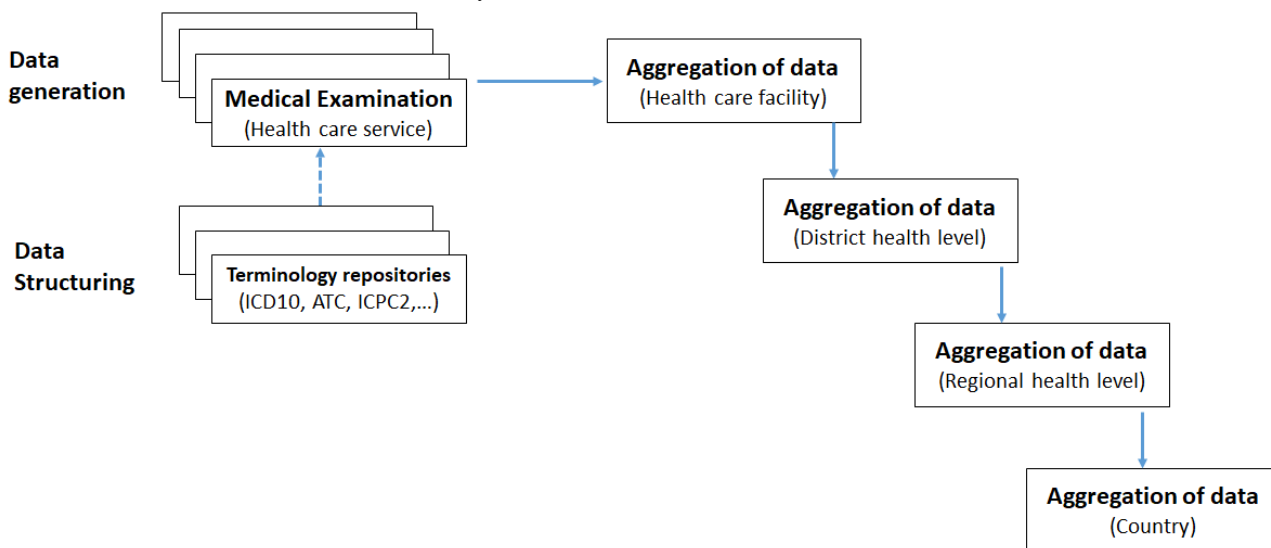 Data
generation
Medical Examination
(Health care service)
Aggregation of data
(Health care facility)
Aggregation of data
(District health level)
Data
Structuring
Terminology repositories
(ICD10, ATC, ICPC2,...)
Aggregation of data
(Regional health level)
Aggregation of data
(Country)